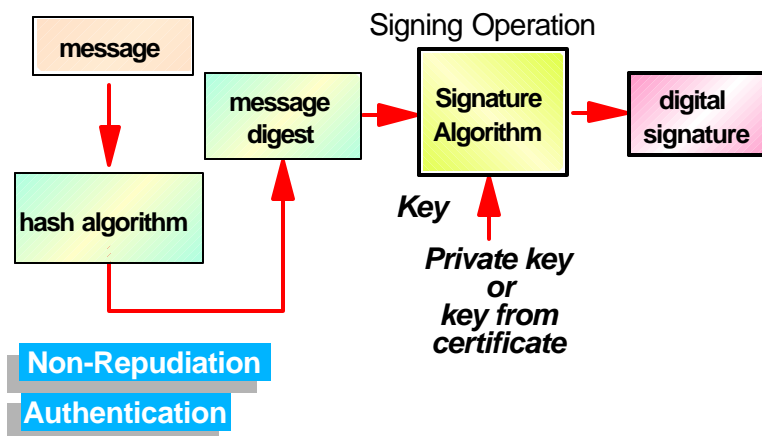 Signing Operation
message
message
digest
Signature
Algorithm
digital
signature
hash algorithm
Key
Private key
or
key from
certificate
Non-Repudiation
Authentication